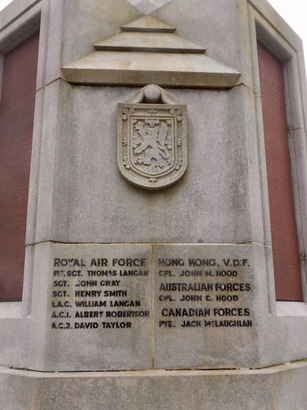 ROYAL AIR FORCE
FLT. SGT. THOMAS LANGAN
SGT. JOHN GRAY
SGT. HENRY SMITH
L.A.C. WILLIAM LANGAN
A.C.1. ALBERT ROBERTSON
A.C.2. DAVID TAYLOR
HONG KONG. V.D.F.
CPL. JOHN M. HOOD
AUSTRALIAN FORCES
CPL. JOHN C. HOOD
CANADIAN FORCES
PTE. JACK McLAUGHLAN